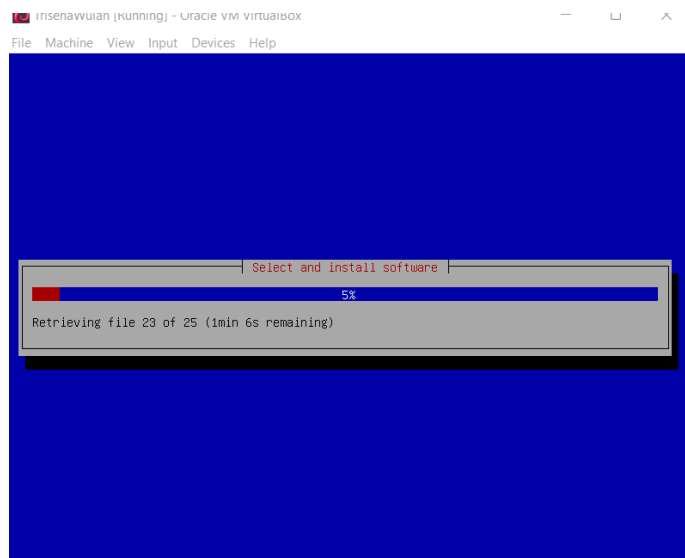 TrisenaWulan [Running] - Oracle VM VirtualBox
File Machine View Input Devices Help
Select and install software
5%
Retrieving file 23 of 25 (1min 6s remaining)